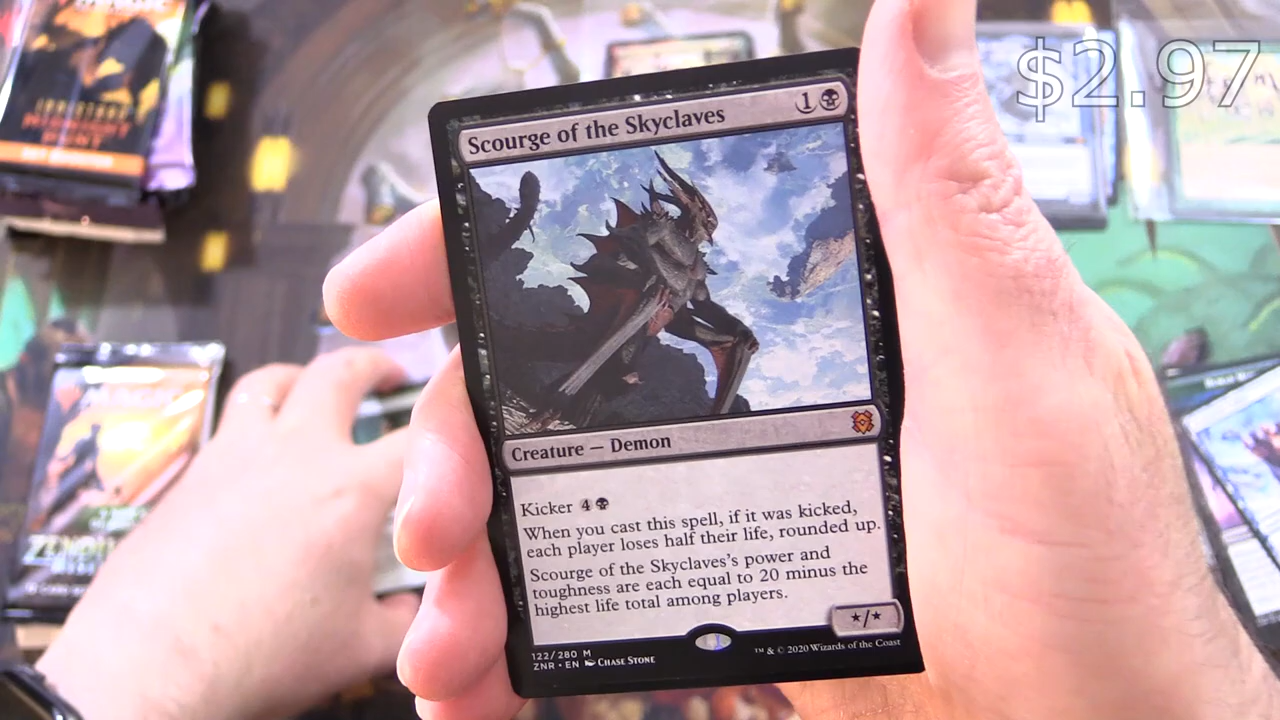 $2.97
Scourge of the Skyclaves 1
Creature — Demon
Kicker 4
When you cast this spell, if it was kicked,
each player loses half their life, rounded up.
Scourge of the Skyclaves's power and
toughness are each equal to 20 minus the
highest life total among players.
★/★
122/280 M
ZNR • EN CHASE STONE
™ & © 2020 Wizards of the Coast